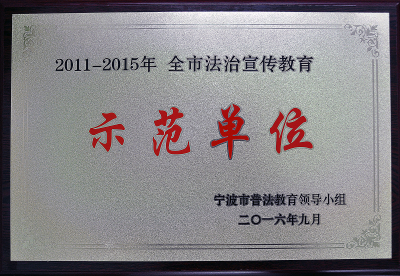 2011-2015年 全市法治宣传教育
示范单位
宁波市普法教育领导小组
二〇一六年九月